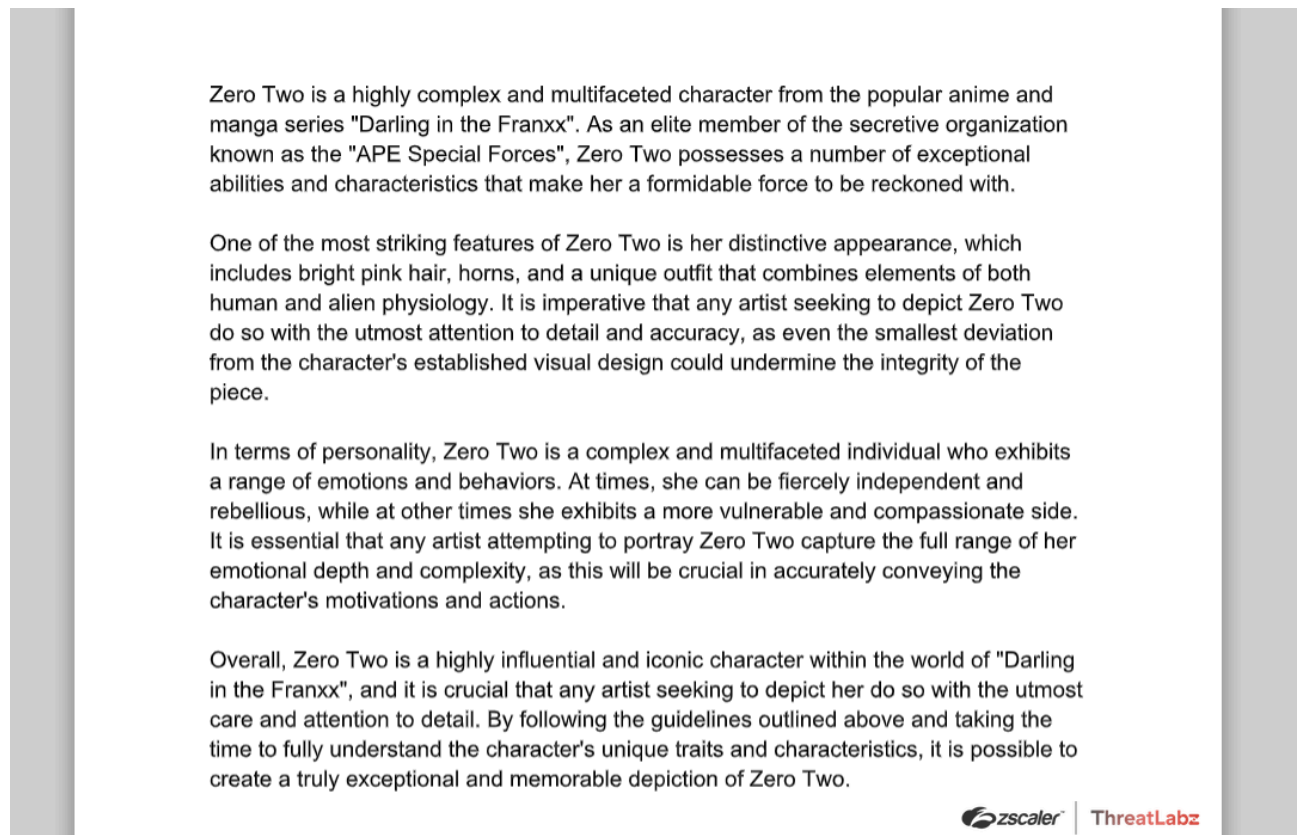 Zero Two is a highly complex and multifaceted character from the popular anime and
manga series "Darling in the Franxx". As an elite member of the secretive organization
known as the "APE Special Forces", Zero Two possesses a number of exceptional
abilities and characteristics that make her a formidable force to be reckoned with.
One of the most striking features of Zero Two is her distinctive appearance, which
includes bright pink hair, horns, and a unique outfit that combines elements of both
human and alien physiology. It is imperative that any artist seeking to depict Zero Two
do so with the utmost attention to detail and accuracy, as even the smallest deviation
from the character's established visual design could undermine the integrity of the
piece.
In terms of personality, Zero Two is a complex and multifaceted individual who exhibits
a range of emotions and behaviors. At times, she can be fiercely independent and
rebellious, while at other times she exhibits a more vulnerable and compassionate side.
It is essential that any artist attempting to portray Zero Two capture the full range of her
emotional depth and complexity, as this will be crucial in accurately conveying the
character's motivations and actions.
Overall, Zero Two is a highly influential and iconic character within the world of "Darling
in the Franxx", and it is crucial that any artist seeking to depict her do so with the utmost
care and attention to detail. By following the guidelines outlined above and taking the
time to fully understand the character's unique traits and characteristics, it is possible to
create a truly exceptional and memorable depiction of Zero Two.
zscaler™ | ThreatLabz